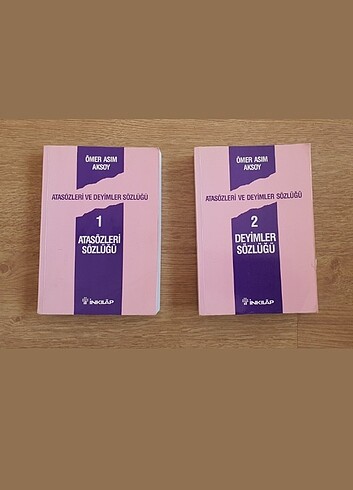 ÖMER ASIM
AKSOY
ATASÖZLERİ VE DEYİMLER SÖZLÜĞÜ
1
ATASÖZLERİ
SÖZLÜĞÜ
İNKILÂP
ÖMER ASIM
AKSOY
ATASÖZLERİ VE DEYİMLER SÖZLÜĞÜ
2
DEYİMLER
SÖZLÜĞÜ
İNKILÂP